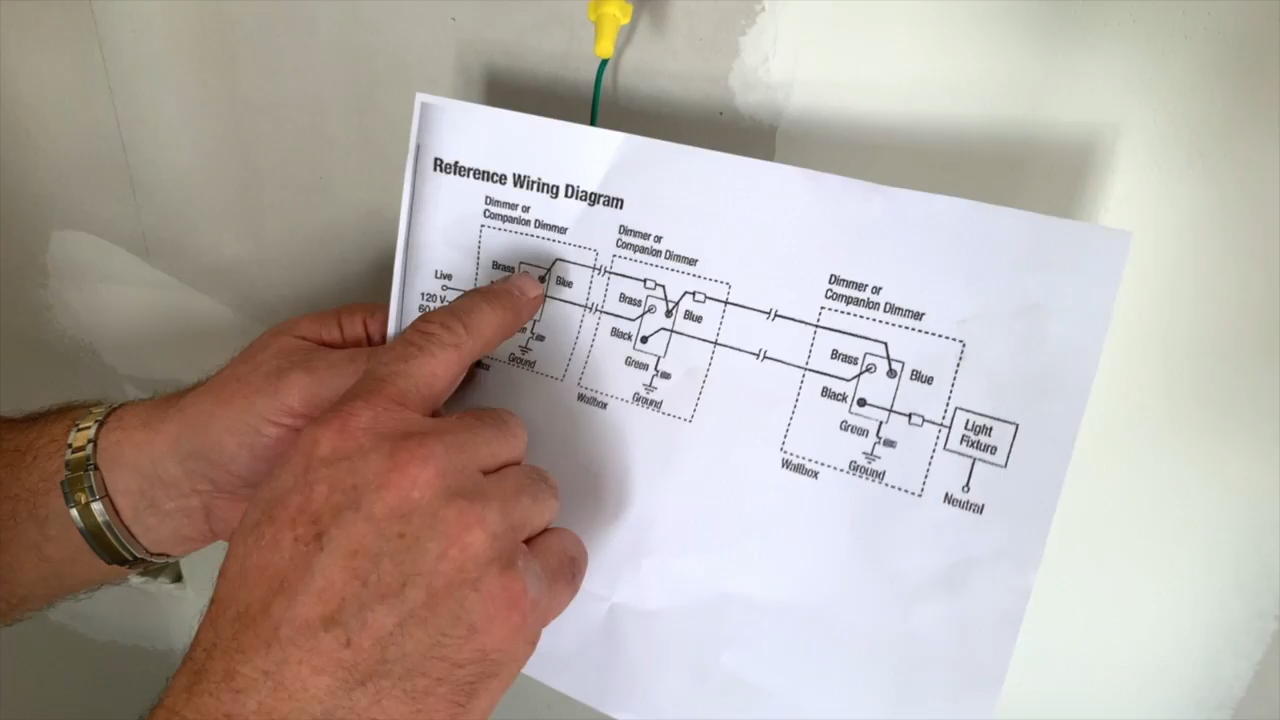 Reference Wiring Diagram
Dimmer or
Companion Dimmer
Dimmer or
Companion Dimmer
Dimmer or
Companion Dimmer
Live
120 V
60
Brass
Blue
Ground
Brass
Blue
Black
Green
Ground
Wallbox
Brass
Blue
Black
Green
Ground
Wallbox
Light
Fixture
Neutral